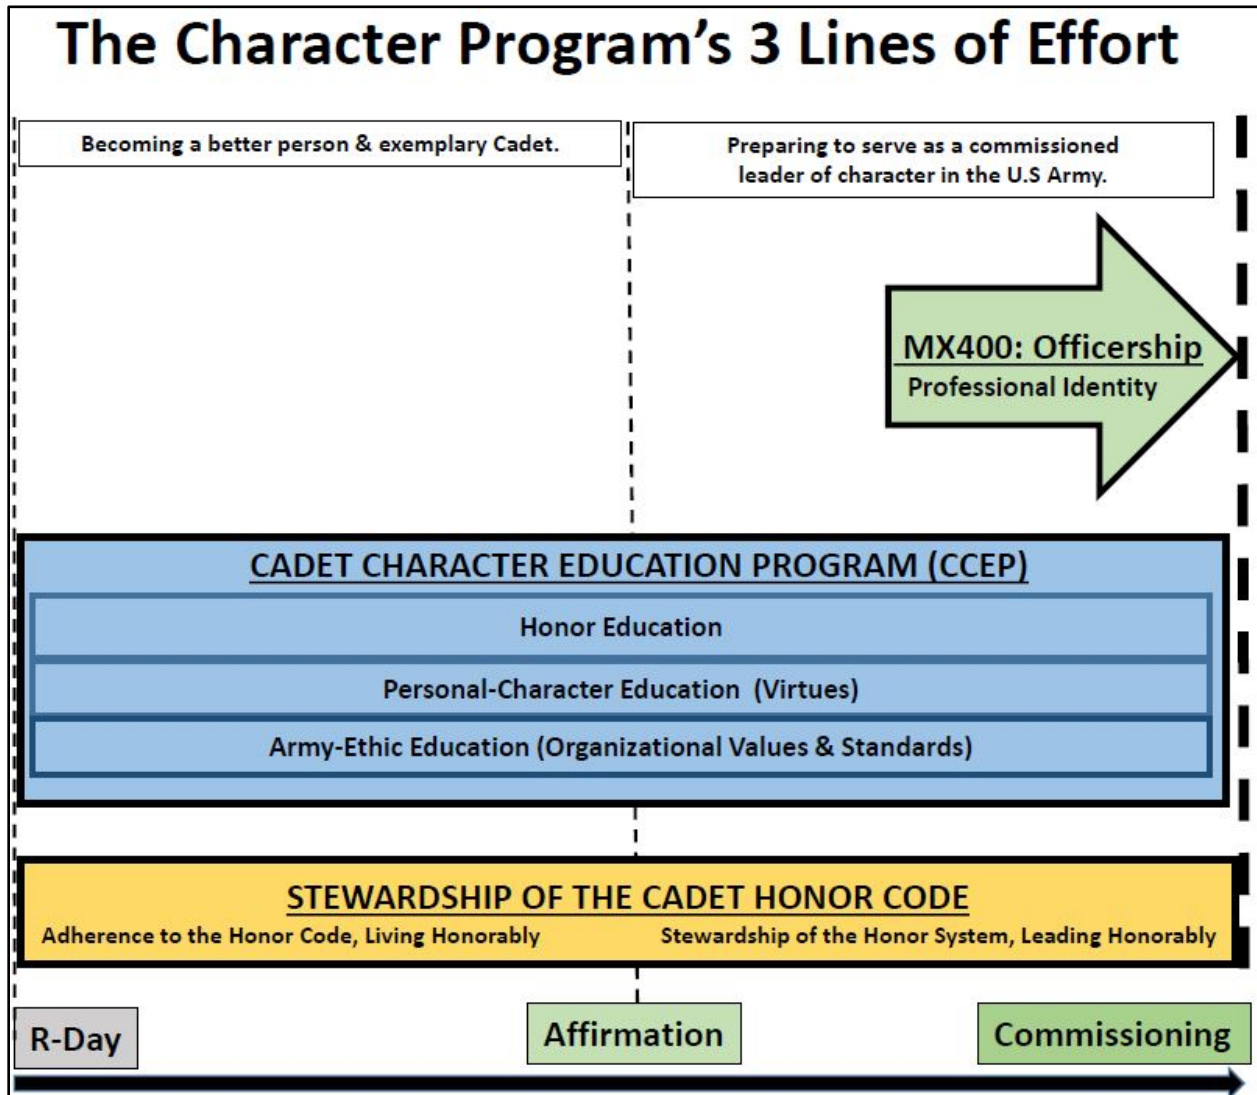 The Character Program's 3 Lines of Effort
Becoming a better person & exemplary Cadet.
Preparing to serve as a commissioned
leader of character in the U.S Army.
MX400: Officership
Professional Identity
CADET CHARACTER EDUCATION PROGRAM (CCEP)
Honor Education
Personal-Character Education (Virtues)
Army-Ethic Education (Organizational Values & Standards)
STEWARDSHIP OF THE CADET HONOR CODE
Adherence to the Honor Code, Living Honorably
Stewardship of the Honor System, Leading Honorably
R-Day
Affirmation
Commissioning